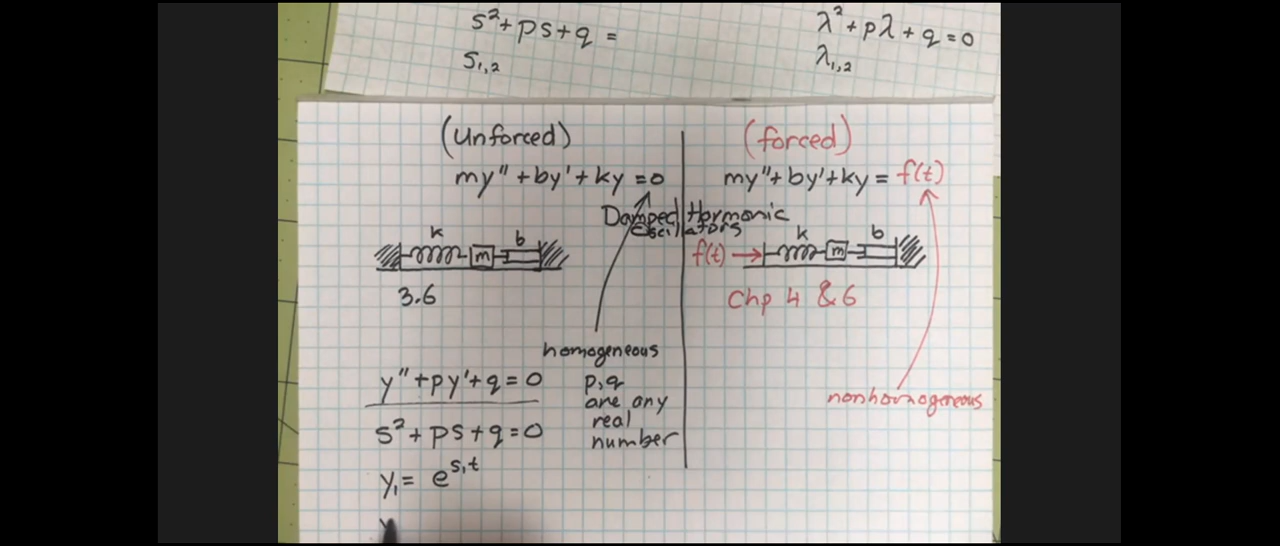 s²+ps+q =
s₁,₂
λ²+pλ+q=0
λ₁,₂
(Unforced)
my"+by'+ky=0
(forced)
my"+by'+ky= f(t)
Damped Harmonic
Oscillators
k
m
b
3.6
f(t)
k
m
b
Chp 4 & 6
homogeneous
nonhomogeneous
y"+py'+q=0
s²+ps+q=0
p,q
are any
real
number
y₁= e^s₁t
y